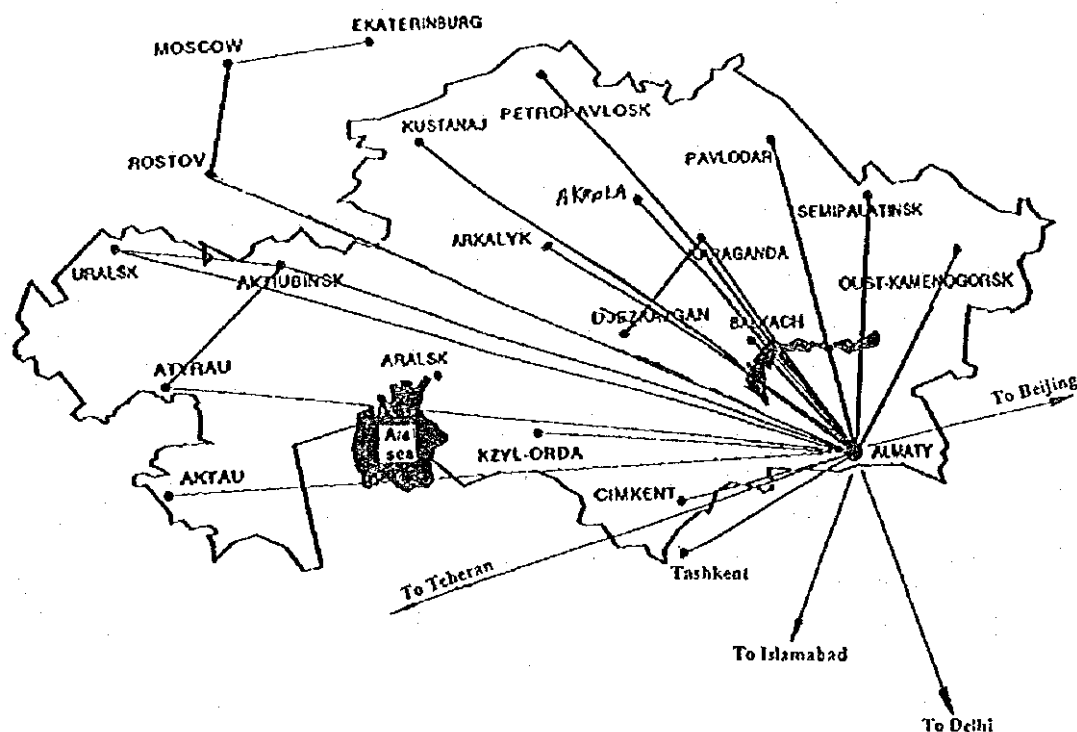 EKATERINBURG
MOSCOW
PETROPAVLOSK
KUSTANAJ
ROSTOV
PAVLODAR
AKMOLA
SEMIPALATINSK
ARKALYK
KARAGANDA
URALSK
AKTIUBINSK
OUST-KAMENOGORSK
DJEZKAZGAN
BALKACH
ARALSK
ATYRAU
To Beijing
Aral
sea
KZYL-ORDA
ALMATY
AKTAU
CIMKENT
To Teheran
Tashkent
To Islamabad
To Delhi